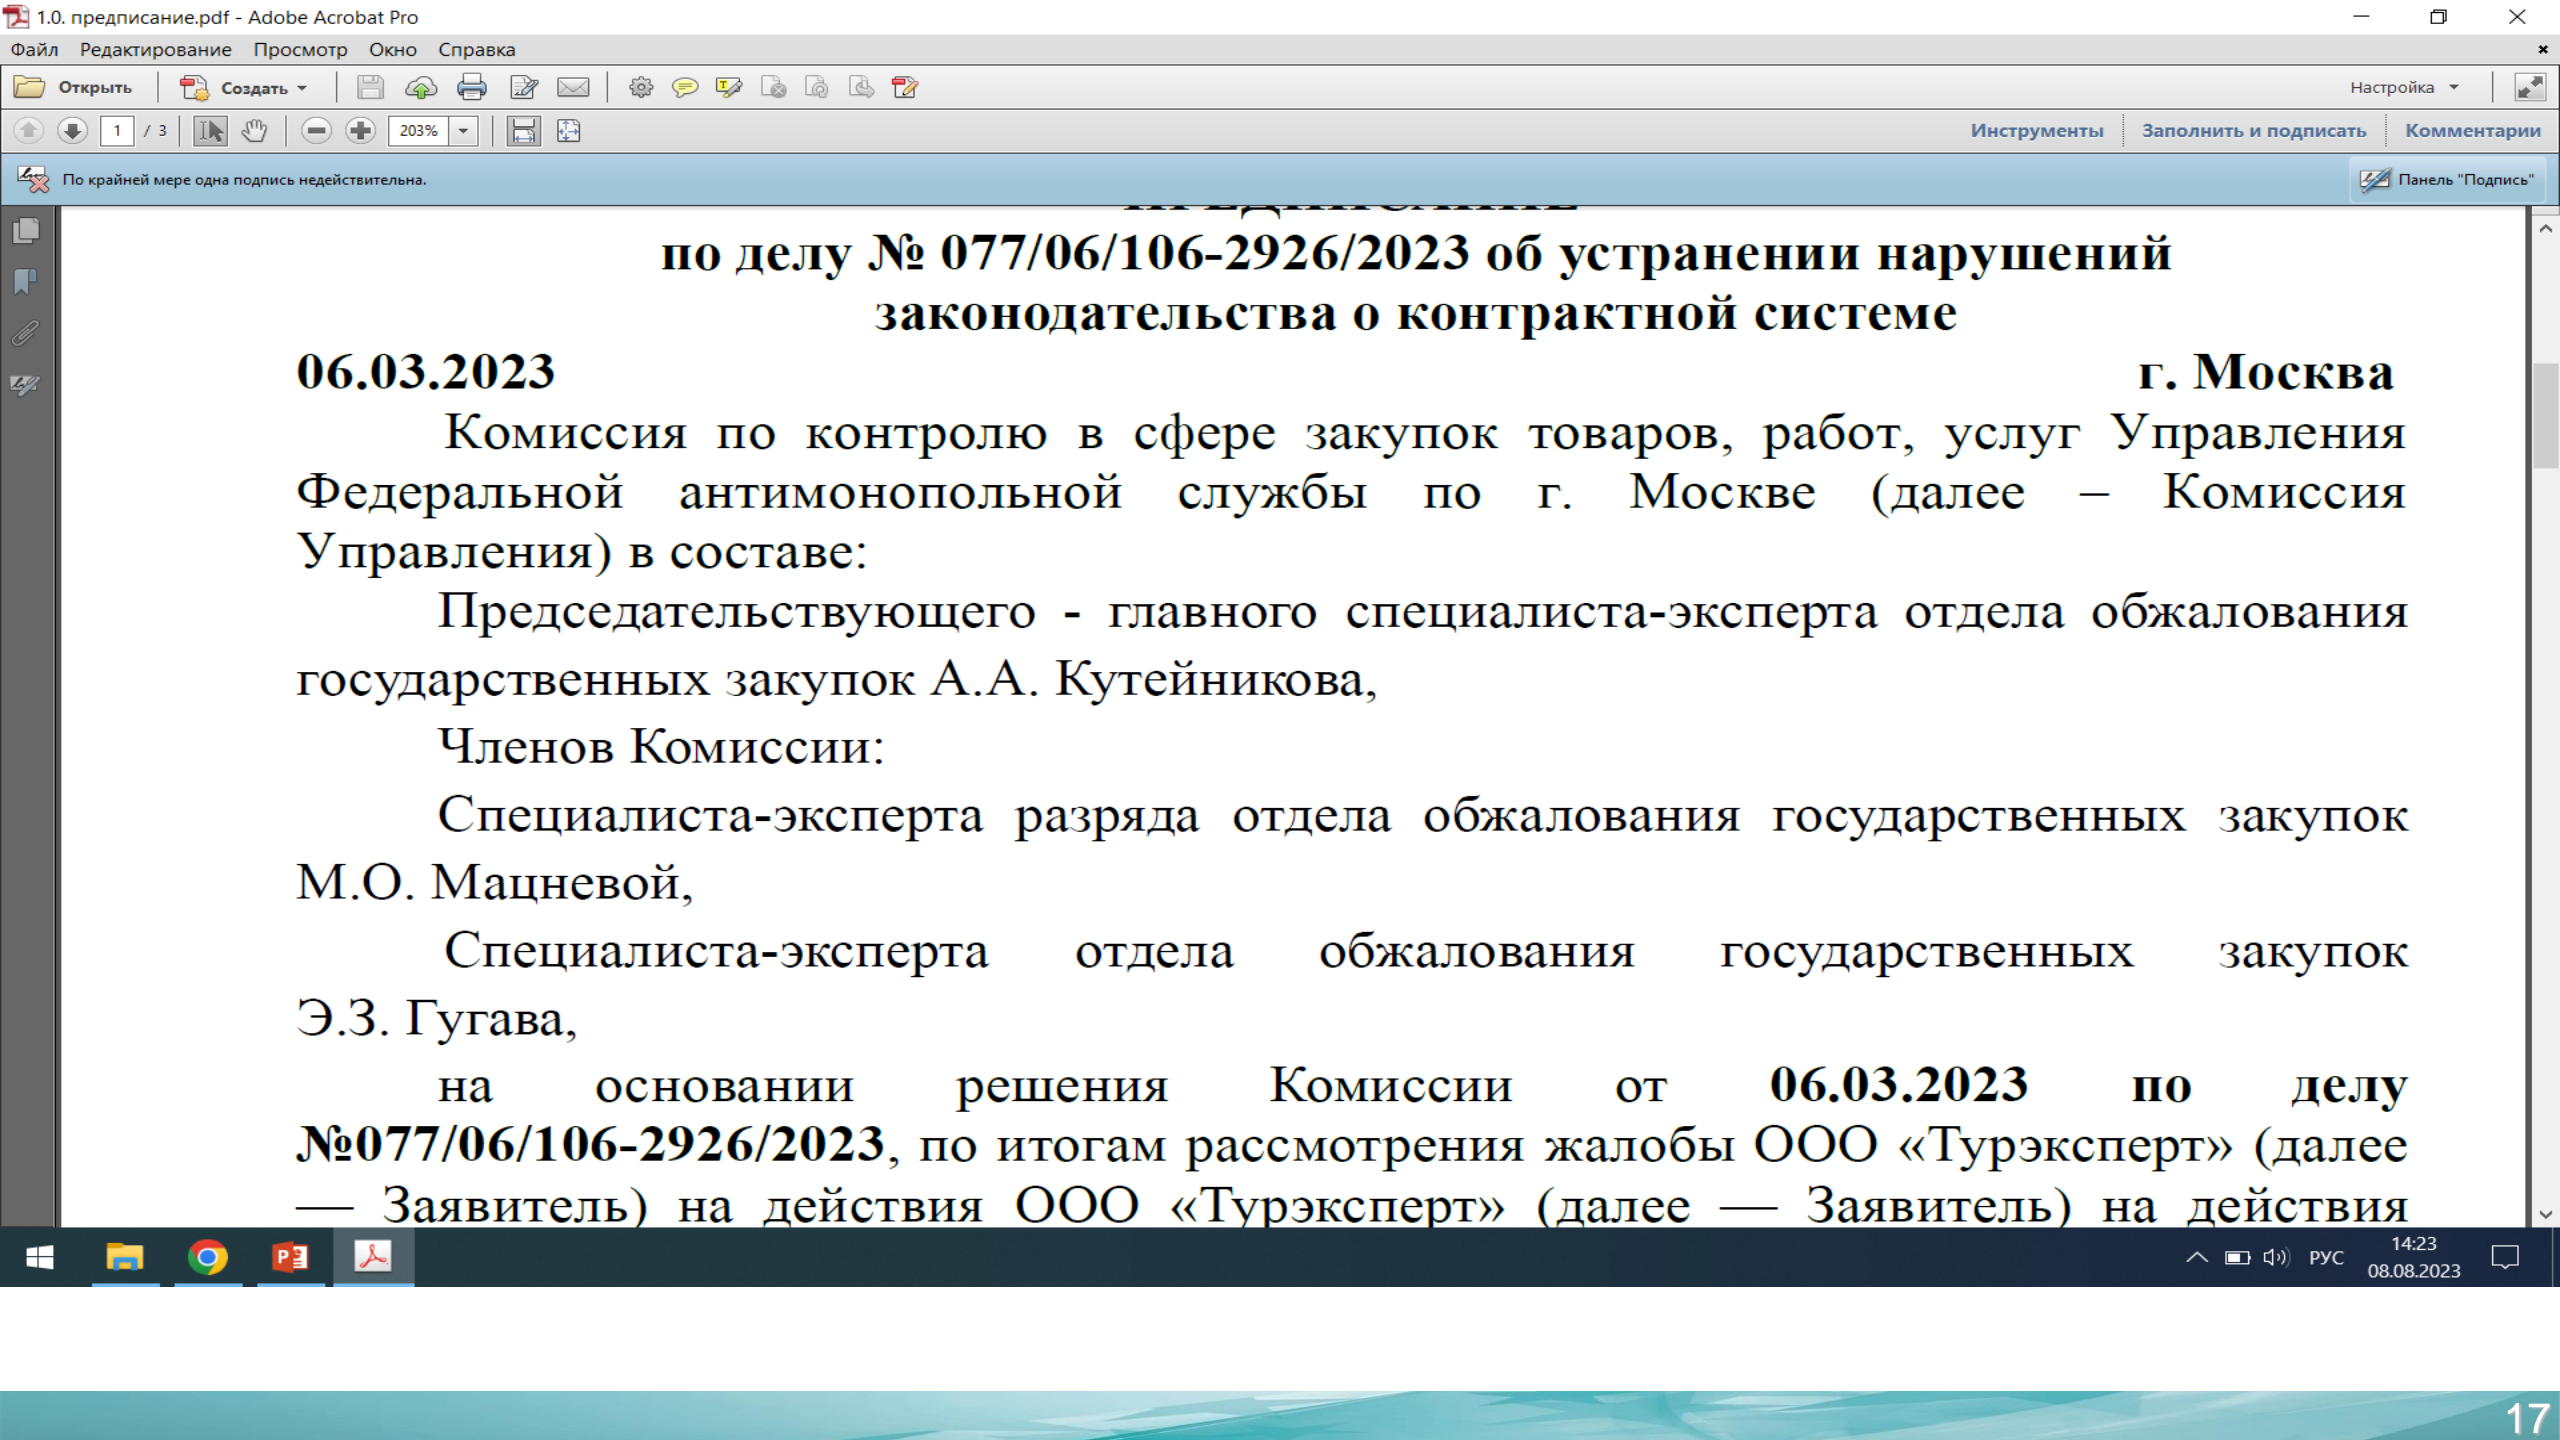 1.0. предписание.pdf - Adobe Acrobat Pro
Файл Редактирование Просмотр Окно Справка
Открыть Создать Настройка
1 / 3 203% Инструменты Заполнить и подписать Комментарии
По крайней мере одна подпись недействительна. Панель "Подпись"
ПРЕДПИСАНИЕ
по делу № 077/06/106-2926/2023 об устранении нарушений
законодательства о контрактной системе
06.03.2023 г. Москва
Комиссия по контролю в сфере закупок товаров, работ, услуг Управления
Федеральной антимонопольной службы по г. Москве (далее – Комиссия
Управления) в составе:
Председательствующего - главного специалиста-эксперта отдела обжалования
государственных закупок А.А. Кутейникова,
Членов Комиссии:
Специалиста-эксперта разряда отдела обжалования государственных закупок
М.О. Мацневой,
Специалиста-эксперта отдела обжалования государственных закупок
Э.З. Гугава,
на основании решения Комиссии от 06.03.2023 по делу
№077/06/106-2926/2023, по итогам рассмотрения жалобы ООО «Турэксперт» (далее
— Заявитель) на действия ООО «Турэксперт» (далее — Заявитель) на действия
РУС 14:23
08.08.2023
17